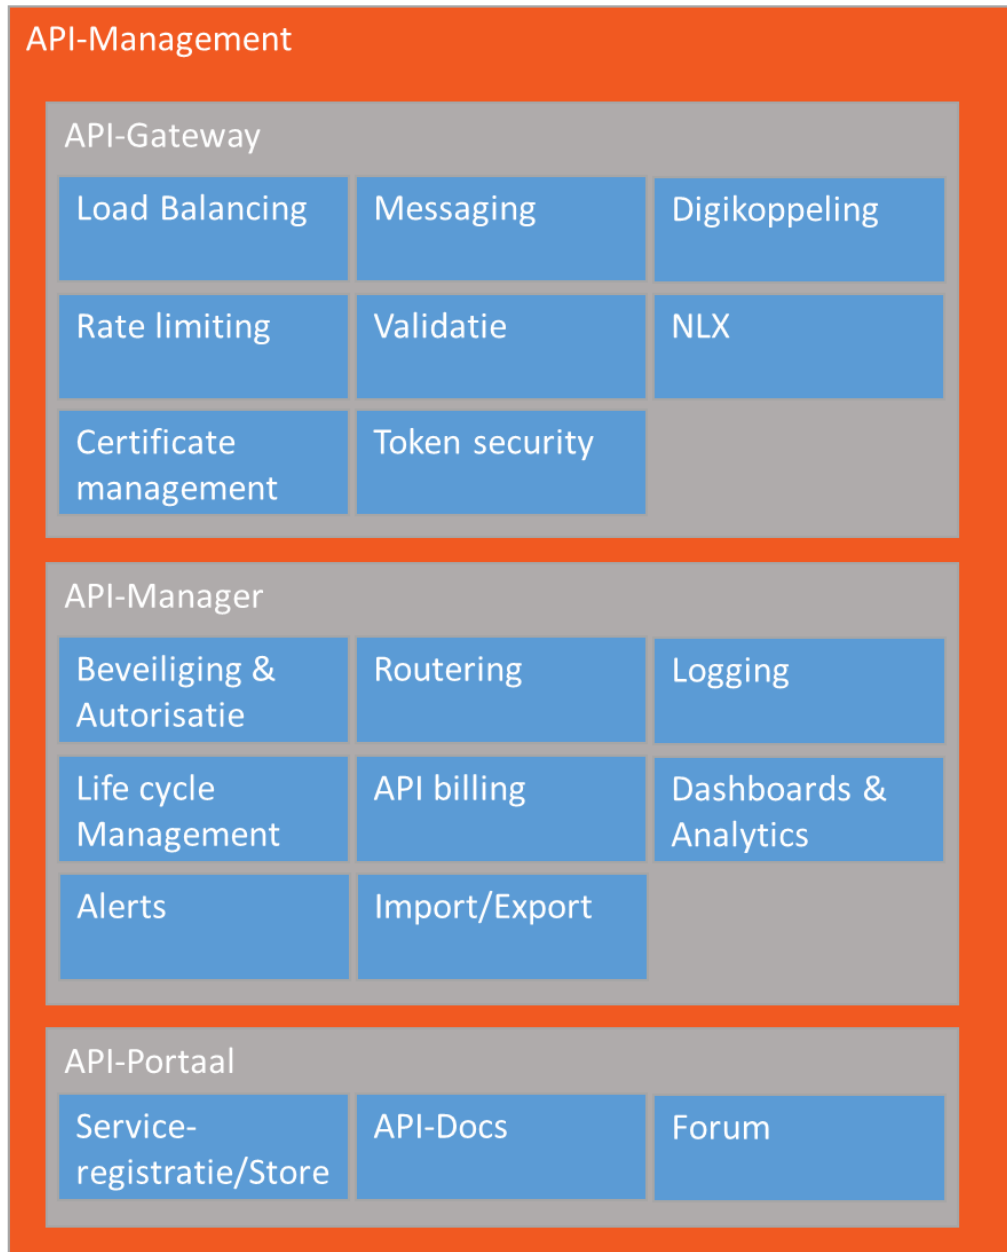 API-Management
API-Gateway
Load Balancing
Messaging
Digikoppeling
Rate limiting
Validatie
NLX
Certificate
management
Token security
API-Manager
Beveiliging &
Autorisatie
Routering
Logging
Life cycle
Management
API billing
Dashboards &
Analytics
Alerts
Import/Export
API-Portaal
Service-
registratie/Store
API-Docs
Forum